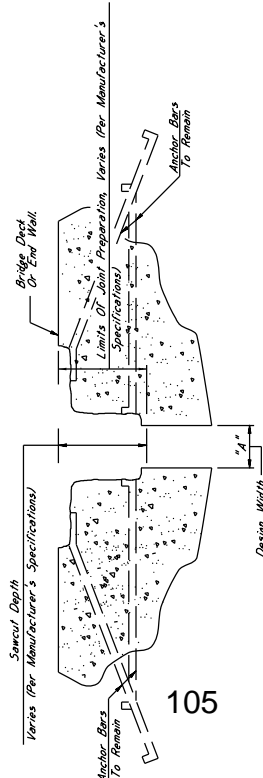 Sawcut Depth
Varies (Per Manufacturer's Specifications)
Bridge Deck
Or End Wall.
Limits Of Joint Preparation, Varies (Per Manufacturer's
Specifications)
Anchor Bars
To Remain
Anchor Bars
To Remain
"A"
Design Width
105